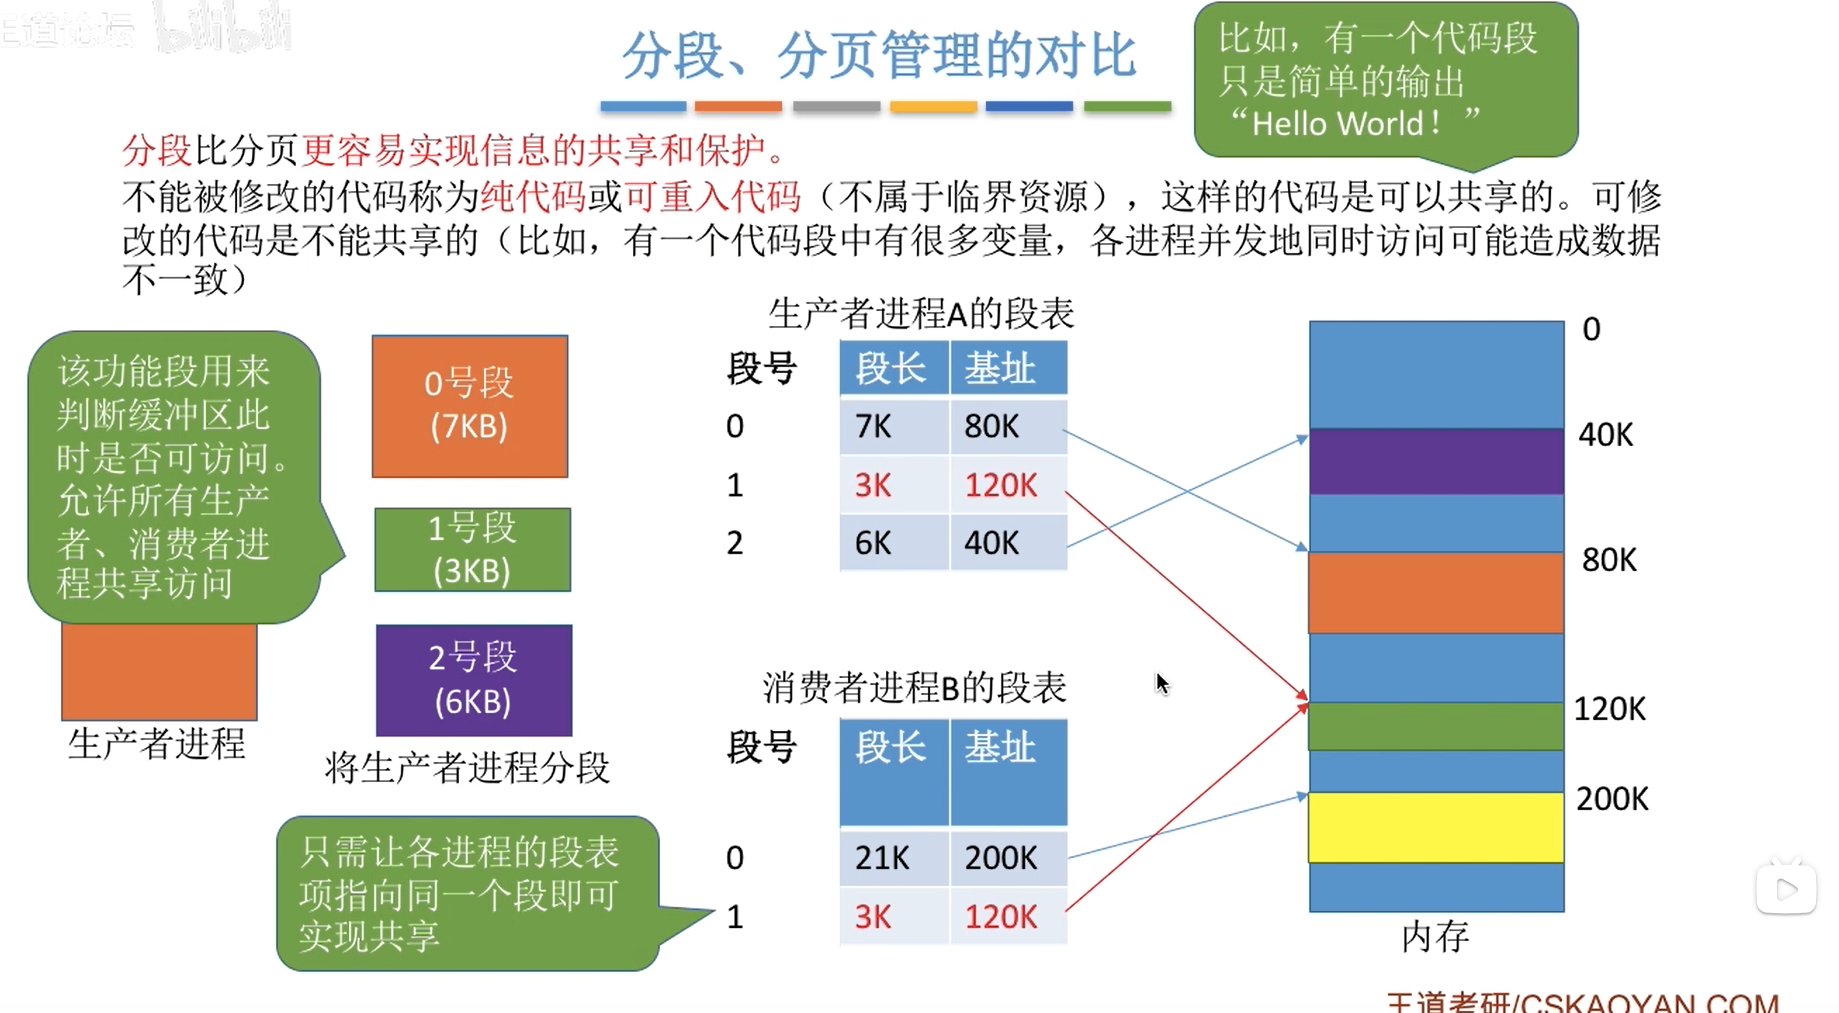 王道论坛 bilibili
分段、分页管理的对比
比如，有一个代码段
只是简单的输出
“Hello World！”
分段比分页更容易实现信息的共享和保护。
不能被修改的代码称为纯代码或可重入代码（不属于临界资源），这样的代码是可以共享的。可修
改的代码是不能共享的（比如，有一个代码段中有很多变量，各进程并发地同时访问可能造成数据
不一致）
该功能段用来
判断缓冲区此
时是否可访问。
允许所有生产
者、消费者进
程共享访问
生产者进程
0号段
(7KB)
1号段
(3KB)
2号段
(6KB)
将生产者进程分段
生产者进程A的段表
段号 段长 基址
0 7K 80K
1 3K 120K
2 6K 40K
消费者进程B的段表
段号 段长 基址
0 21K 200K
1 3K 120K
只需让各进程的段表
项指向同一个段即可
实现共享
0
40K
80K
120K
200K
内存
王道考研/CSKAOYAN.COM